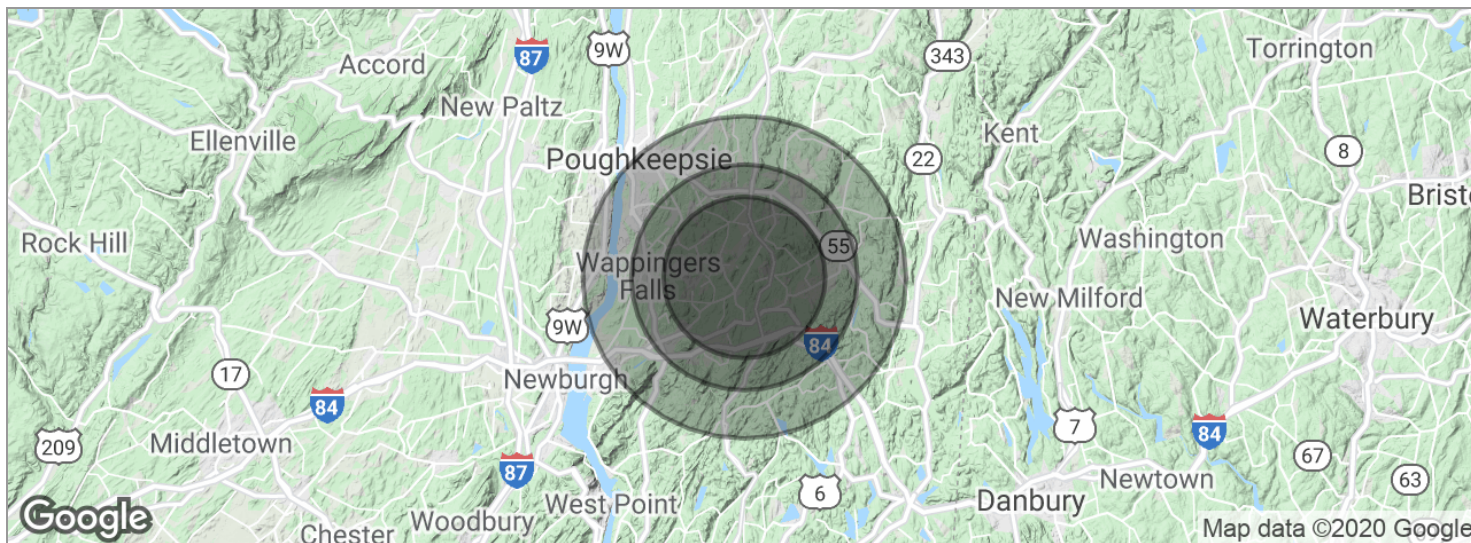 9W
343
Torrington
87
Accord
New Paltz
Ellenville
Kent
8
22
Poughkeepsie
Rock Hill
Washington
55
Wappingers
Falls
New Milford
9W
Waterbury
84
17
Newburgh
84
7
84
209
Middletown
67
87
Newtown
63
6
West Point
Danbury
Google
Woodbury
Chester
Map data ©2020 Google